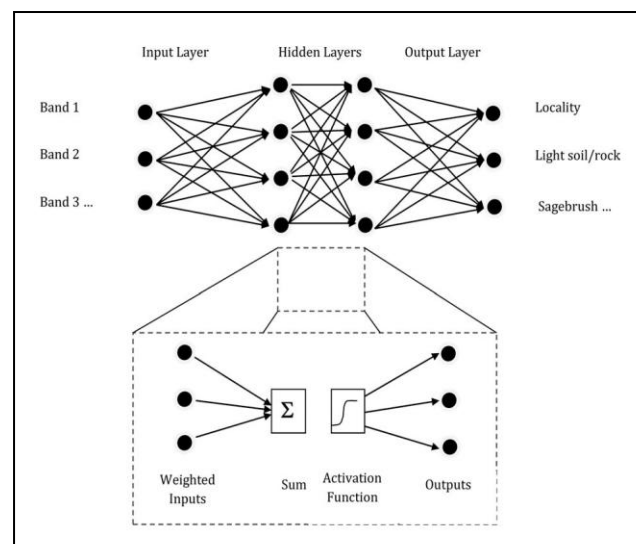 Input Layer
Hidden Layers
Output Layer
Band 1
Band 2
Band 3 ...
Locality
Light soil/rock
Sagebrush ...
Σ
Weighted
Inputs
Sum
Activation
Function
Outputs